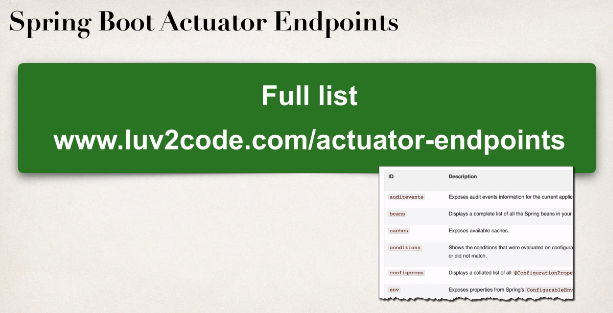 Spring Boot Actuator Endpoints
Full list
www.luv2code.com/actuator-endpoints
ID Description
auditevents Exposes audit events information for the current
beans Displays a complete list of all the Spring beans in your
caches Exposes available caches.
conditions Shows the conditions that were evaluated on
or did not match.
configprops Displays a collated list of all
env Exposes properties from Spring's